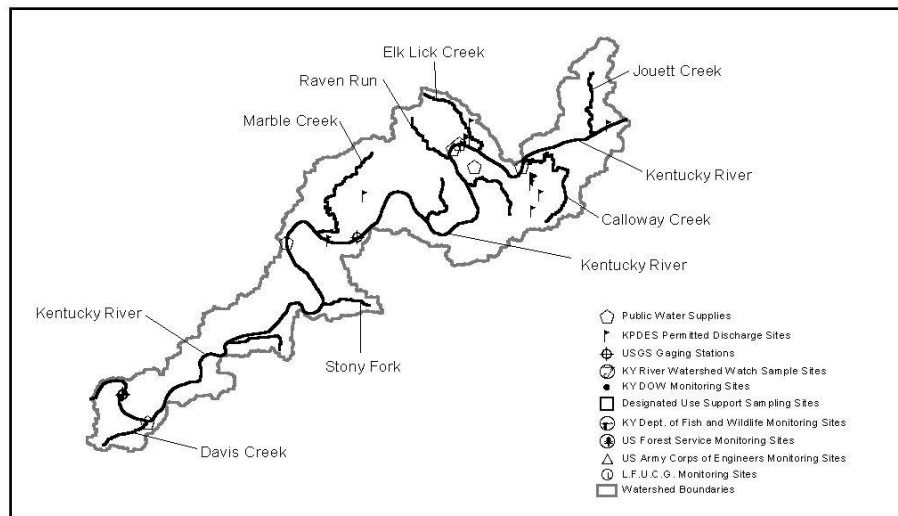 Elk Lick Creek
Raven Run
Jouett Creek
Marble Creek
Kentucky River
Calloway Creek
Kentucky River
Kentucky River
Stony Fork
Davis Creek
Public Water Supplies
KPDES Permitted Discharge Sites
USGS Gaging Stations
KY River Watershed Watch Sample Sites
KY DOW Monitoring Sites
Designated Use Support Sampling Sites
KY Dept. of Fish and Wildlife Monitoring Sites
US Forest Service Monitoring Sites
US Army Corps of Engineers Monitoring Sites
L.F.U.C.G. Monitoring Sites
Watershed Boundaries